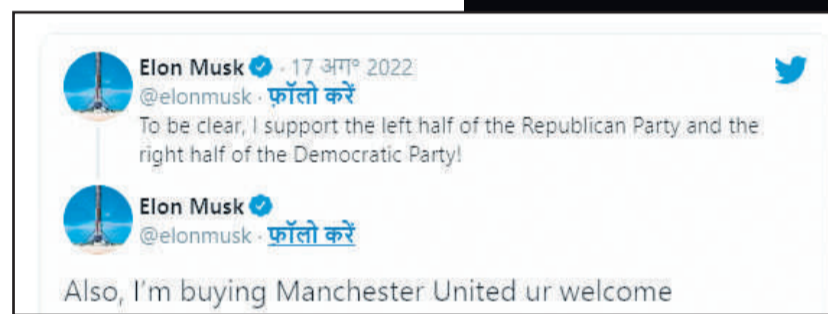 Elon Musk · 17 अग॰ 2022
@elonmusk · फ़ॉलो करें
To be clear, I support the left half of the Republican Party and the
right half of the Democratic Party!
Elon Musk
@elonmusk · फ़ॉलो करें
Also, I'm buying Manchester United ur welcome